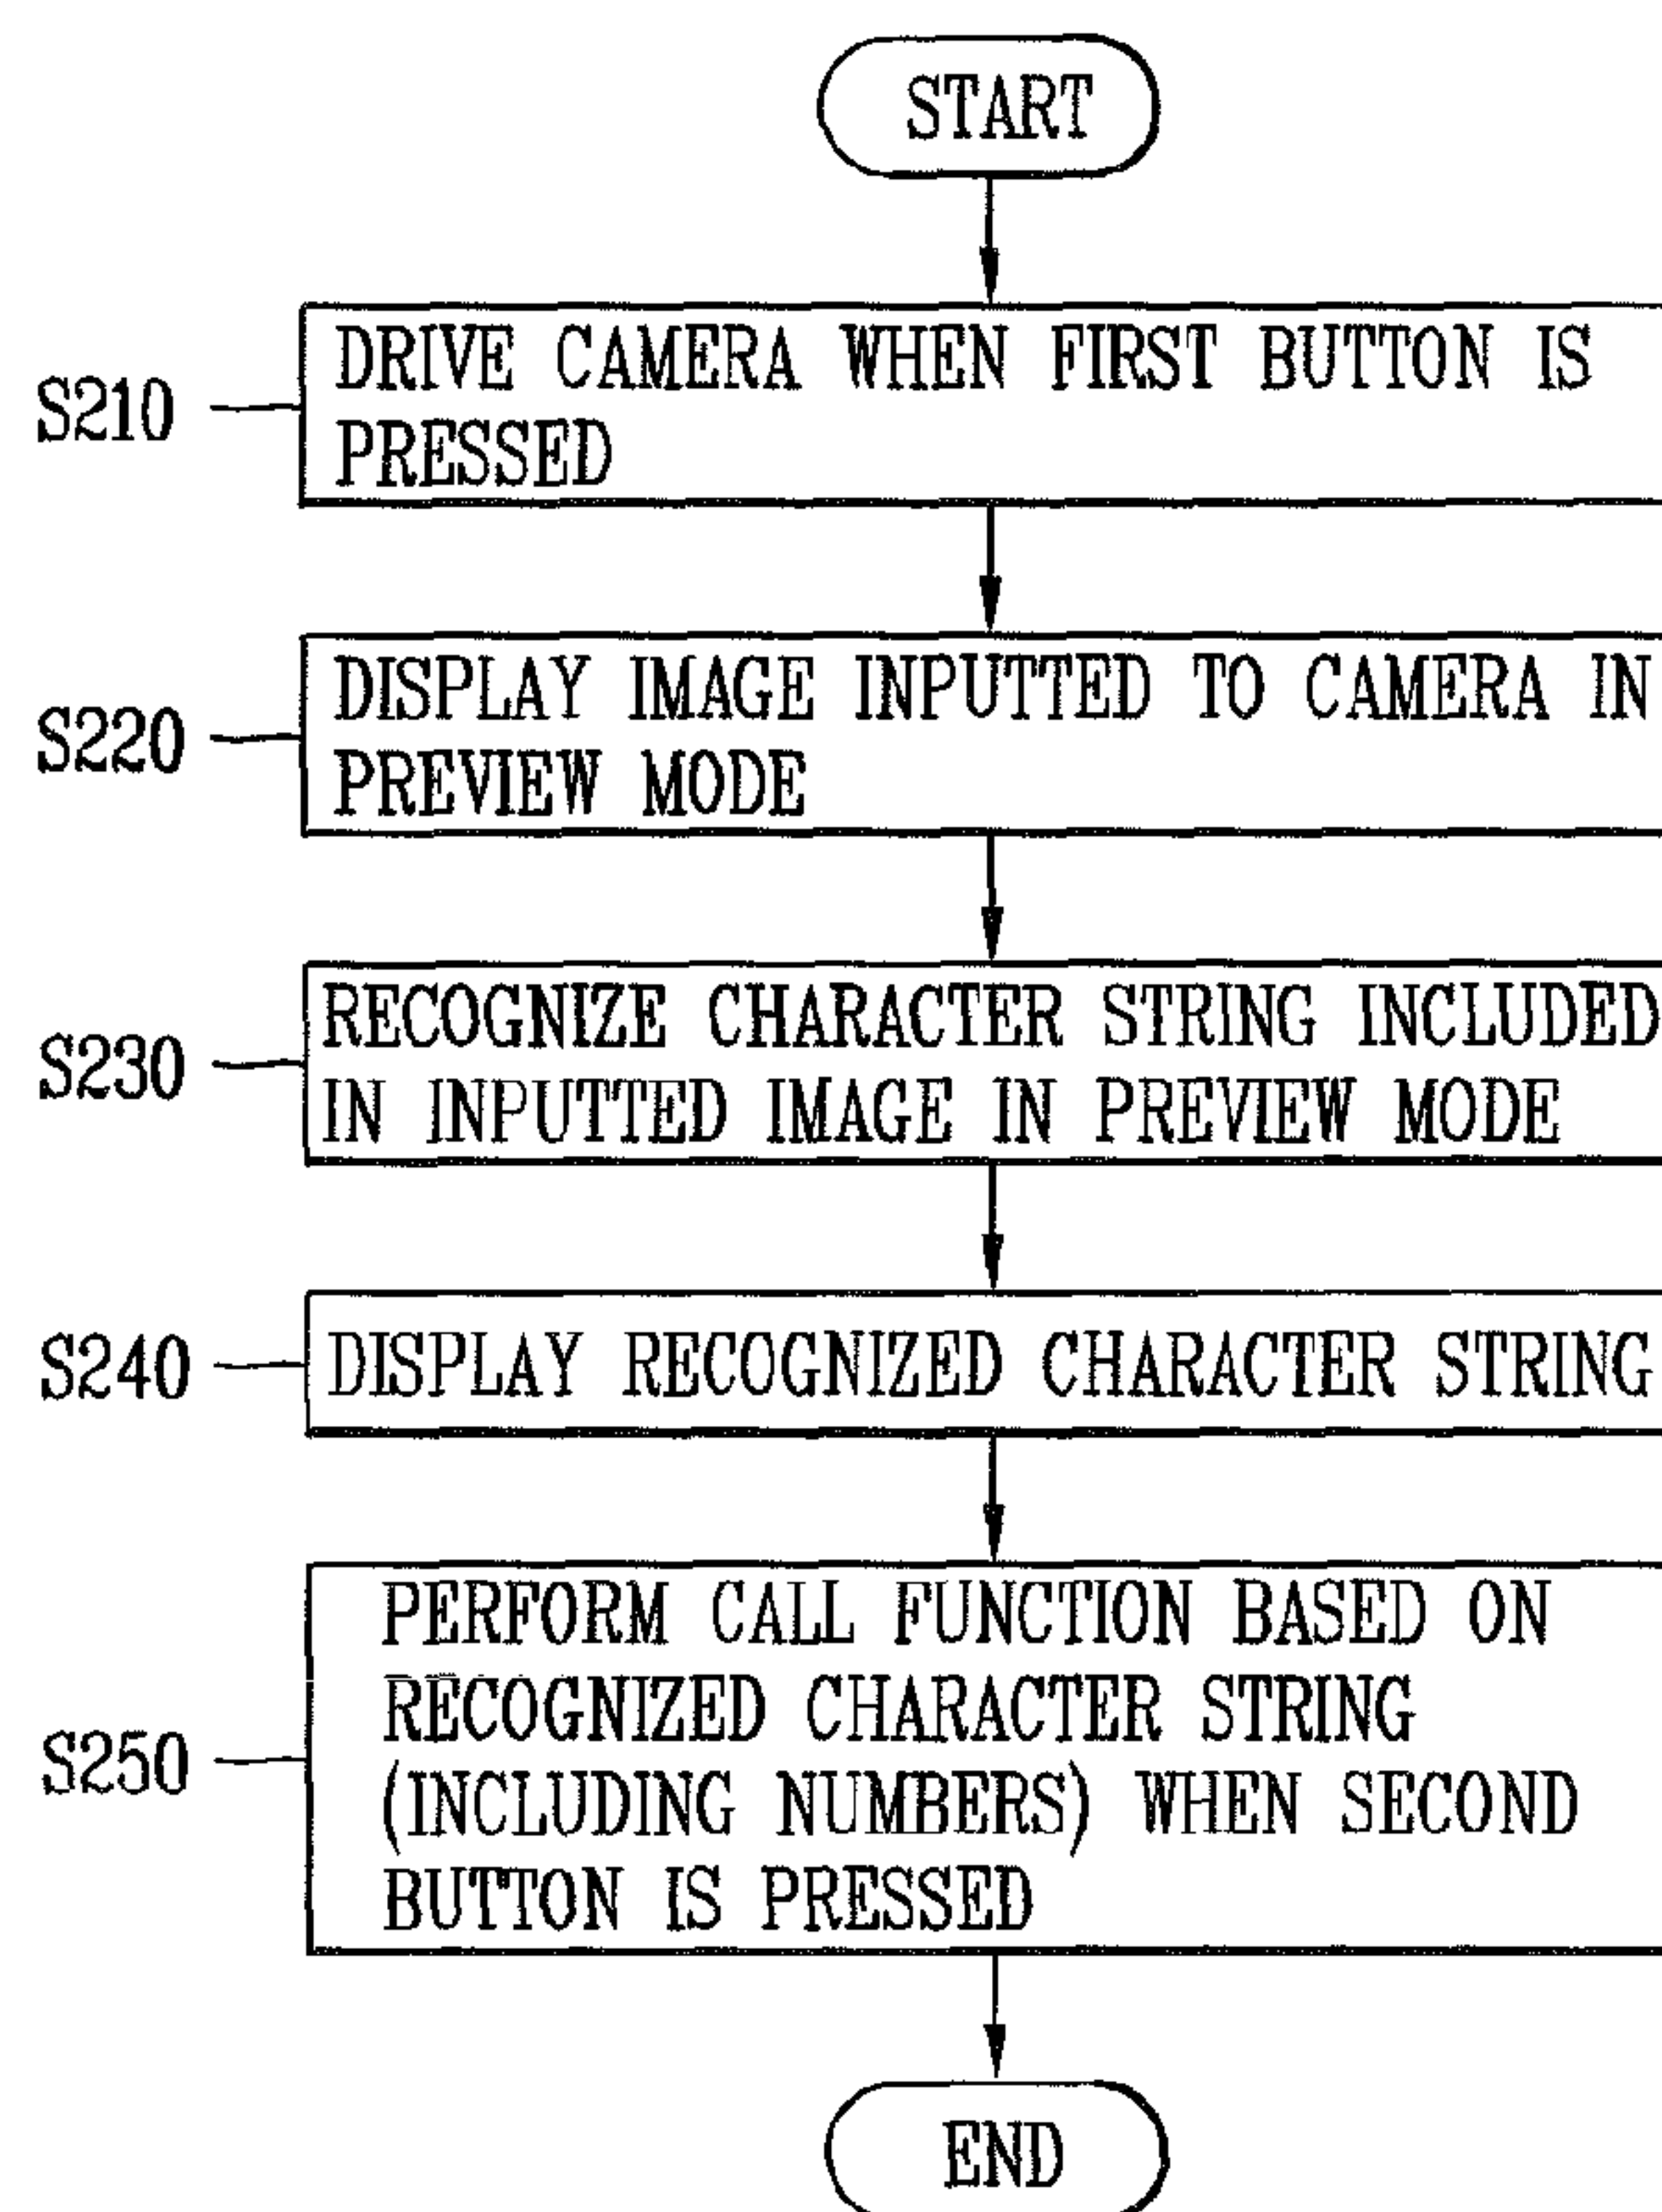 START
S210
DRIVE CAMERA WHEN FIRST BUTTON IS
PRESSED
S220
DISPLAY IMAGE INPUTTED TO CAMERA IN
PREVIEW MODE
S230
RECOGNIZE CHARACTER STRING INCLUDED
IN INPUTTED IMAGE IN PREVIEW MODE
S240
DISPLAY RECOGNIZED CHARACTER STRING
S250
PERFORM CALL FUNCTION BASED ON
RECOGNIZED CHARACTER STRING
(INCLUDING NUMBERS) WHEN SECOND
BUTTON IS PRESSED
END